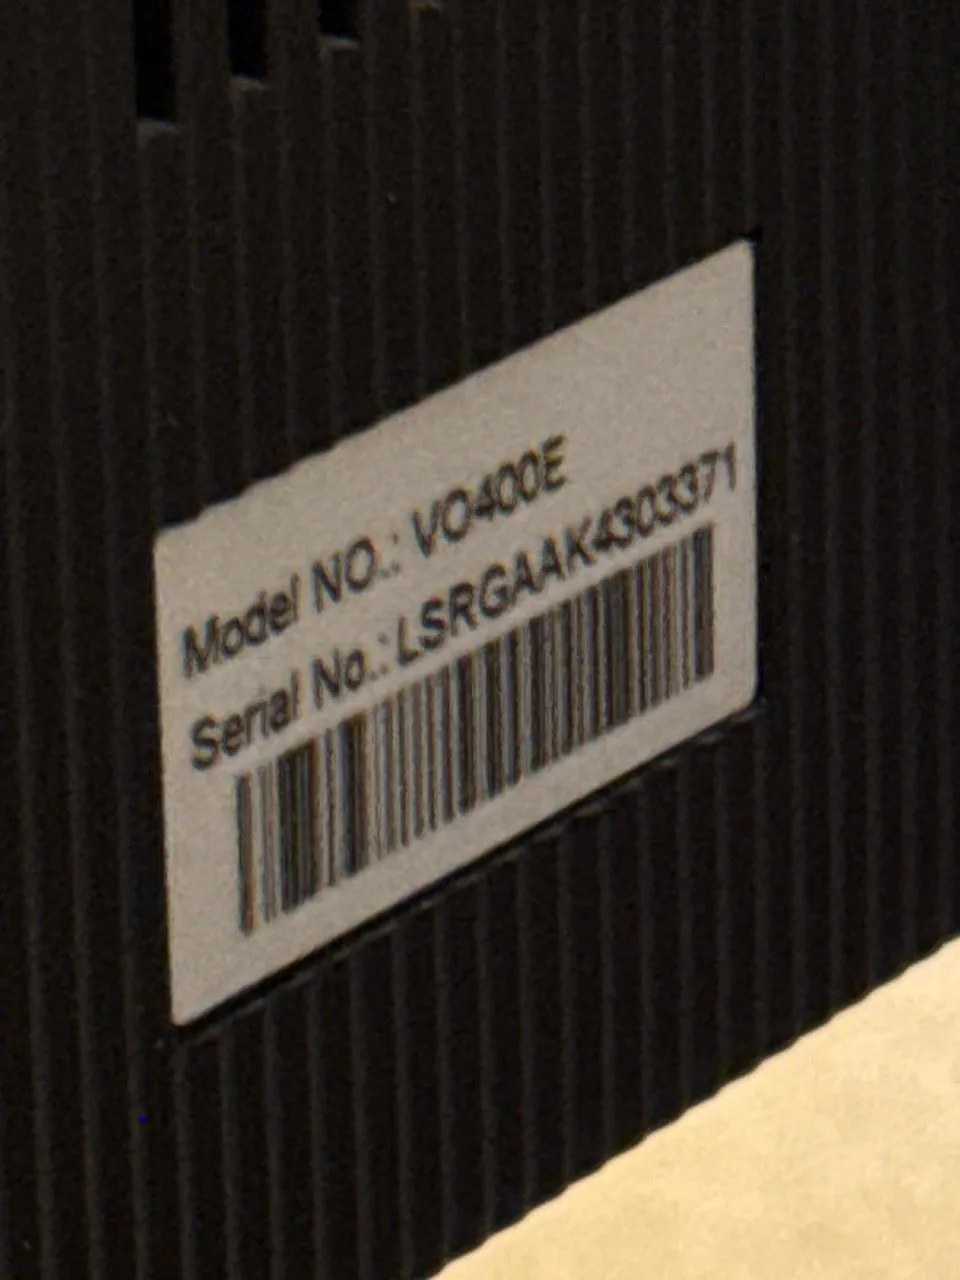 Model NO.: VO400E
Serial No.: LSRGAAK4303371